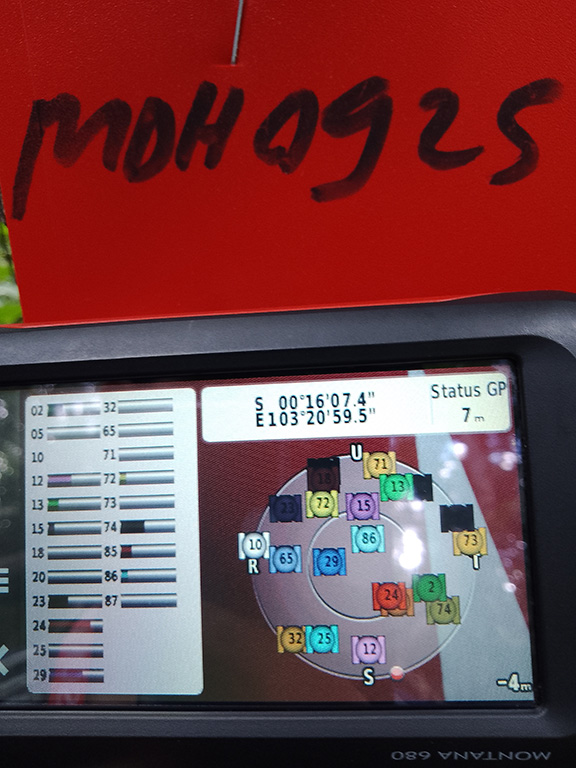 MDH0925
S 00°16'07.4"
E103°20'59.5"
Status GP
7 m
02 32
05 65
10 71
12 72
13 73
15 74
18 85
20 86
23 87
24
25
29
U
71
18
13
72
15
23
86
73
10
R
65
29
T
24
2
74
32
25
12
S
-4m
MONTANA 680